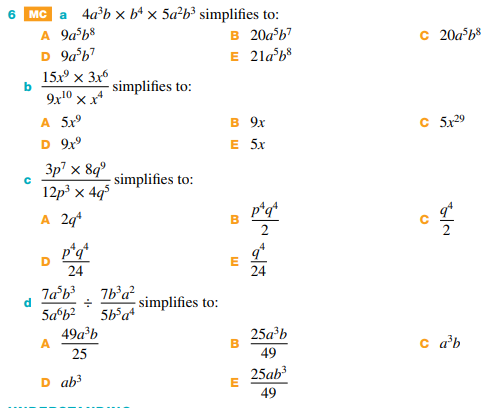 6 MC a 4a³b × b⁴ × 5a²b³ simplifies to:
A 9a⁵b⁸ B 20a⁵b⁷ C 20a⁵b⁸
D 9a⁵b⁷ E 21a⁵b⁸
b (15x⁹ × 3x⁶)/(9x¹⁰ × x⁴) simplifies to:
A 5x⁹ B 9x C 5x²⁹
D 9x⁹ E 5x
c (3p⁷ × 8q⁹)/(12p³ × 4q⁵) simplifies to:
A 2q⁴ B p⁴q⁴/2 C q⁴/2
D p⁴q⁴/24 E q⁴/24
d 7a⁵b³/5a⁶b² ÷ 7b³a²/5b⁵a⁴ simplifies to:
A 49a³b/25 B 25a³b/49 C a³b
D ab³ E 25ab³/49